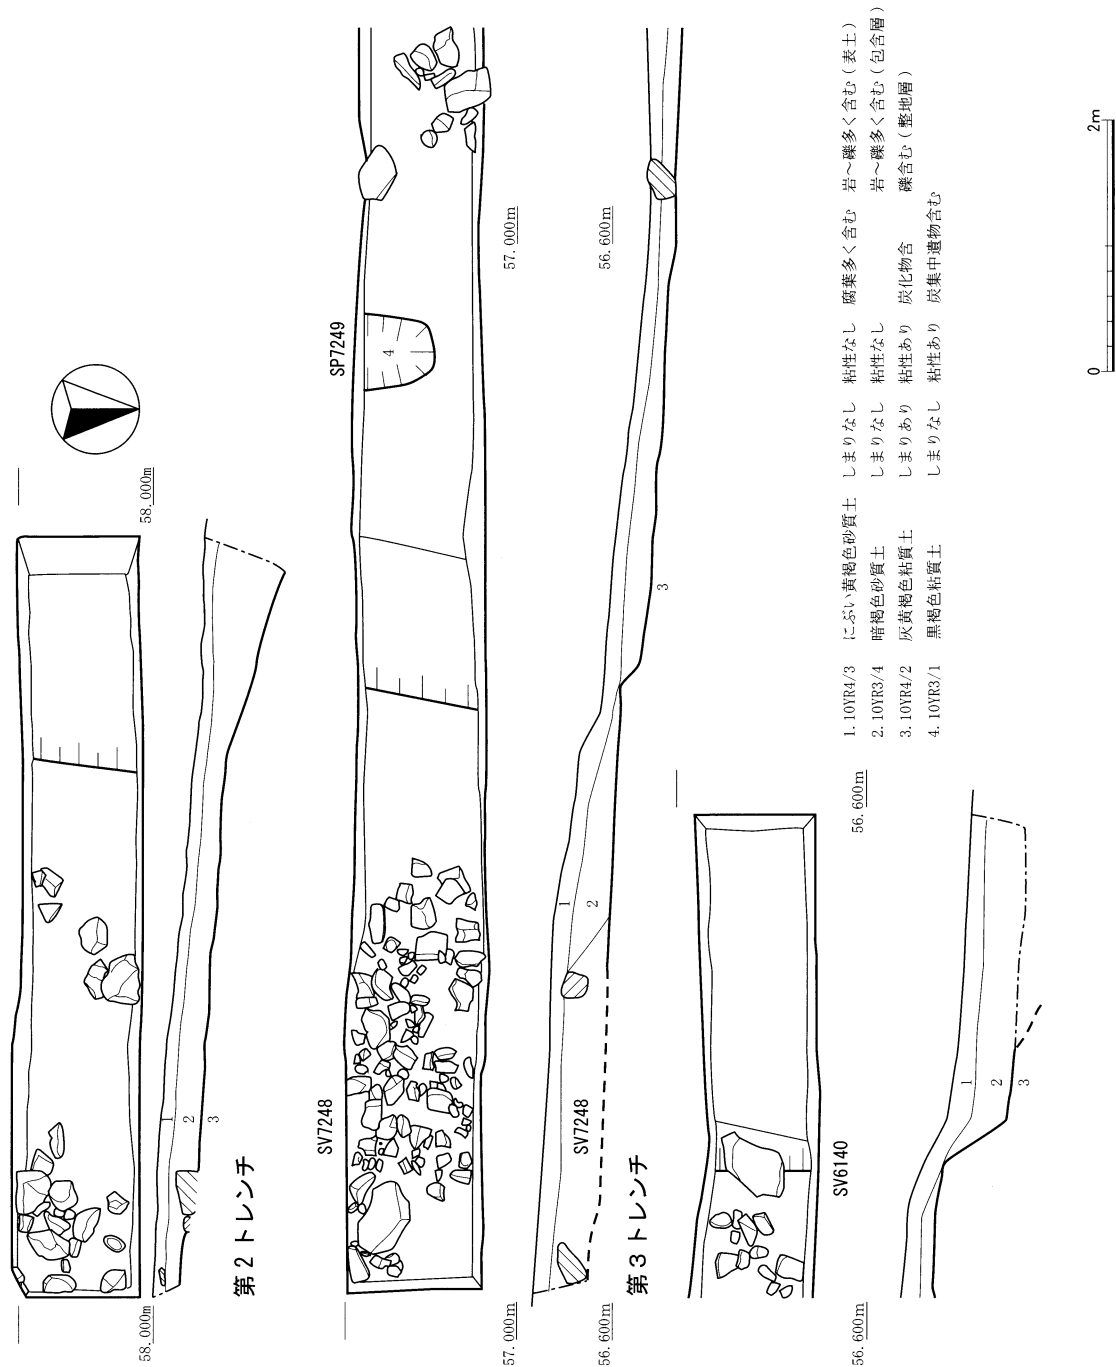 第2トレンチ
58.000m
58.000m
1
2
3
SV7248
SP7249
4
57.000m
57.000m
第3トレンチ
56.600m
56.600m
1
2
SV7248
3
SV6140
56.600m
56.600m
1
2
3
1.10YR4/3 にぶい黄褐色砂質土 しまりなし 粘性なし 腐葉多く含む 岩～礫多く含む(表土)
2.10YR3/4 暗褐色砂質土 しまりなし 粘性なし 岩～礫多く含む(包含層)
3.10YR4/2 灰黄褐色粘質土 しまりあり 粘性あり 炭化物含 礫含む(整地層)
4.10YR3/1 黒褐色粘質土 しまりなし 粘性あり 炭集中遺物含む
0 2m